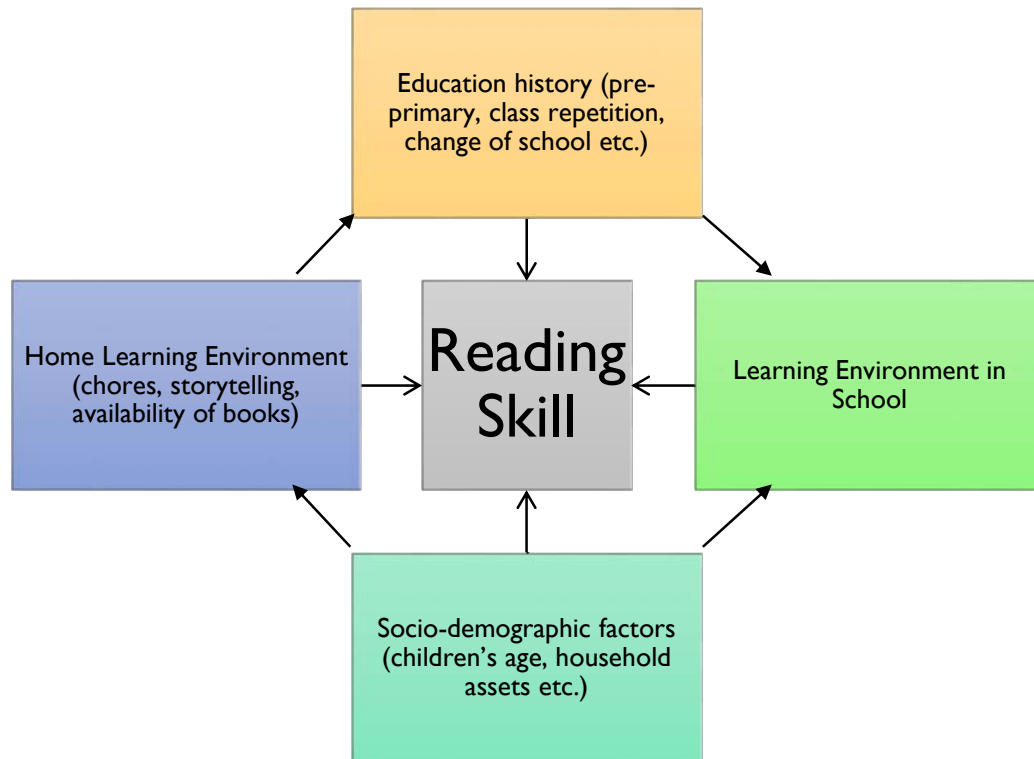 Education history (pre-
primary, class repetition,
change of school etc.)
Home Learning Environment
(chores, storytelling,
availability of books)
Reading
Skill
Learning Environment in
School
Socio-demographic factors
(children’s age, household
assets etc.)